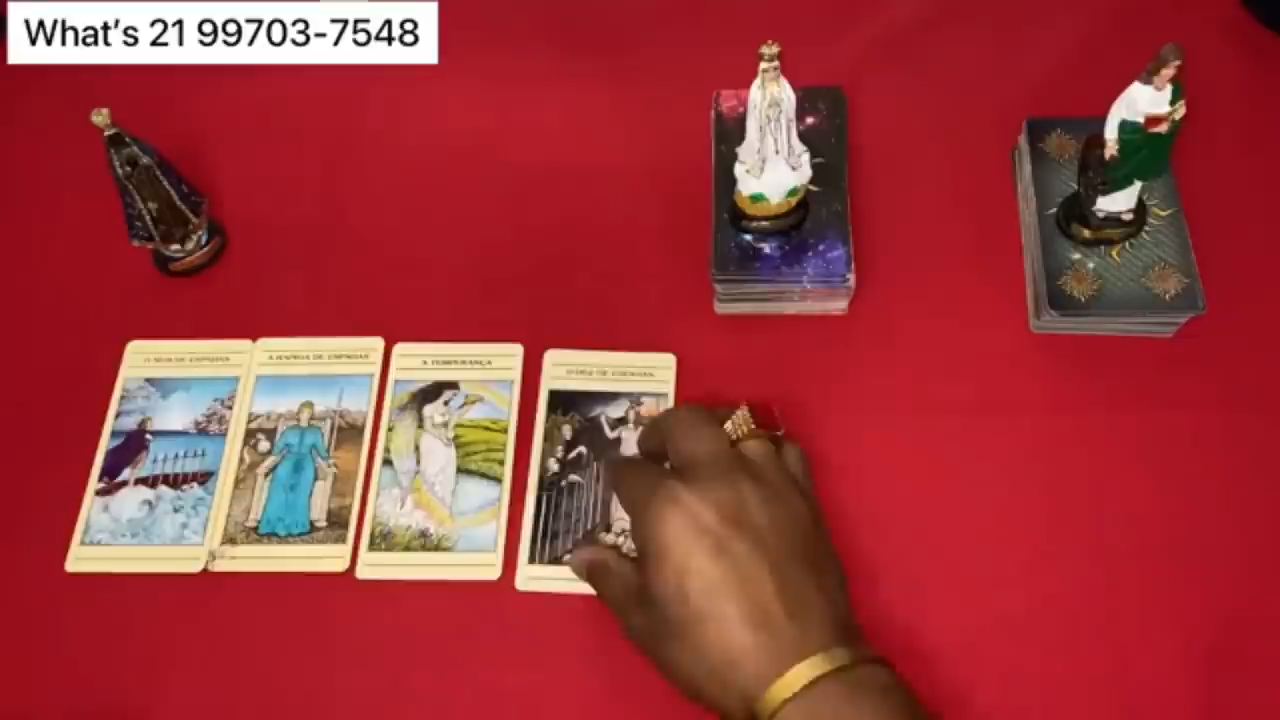 What's 21 99703-7548
O SEIS DE ESPADAS
A RAINHA DE ESPADAS
A TEMPERANÇA